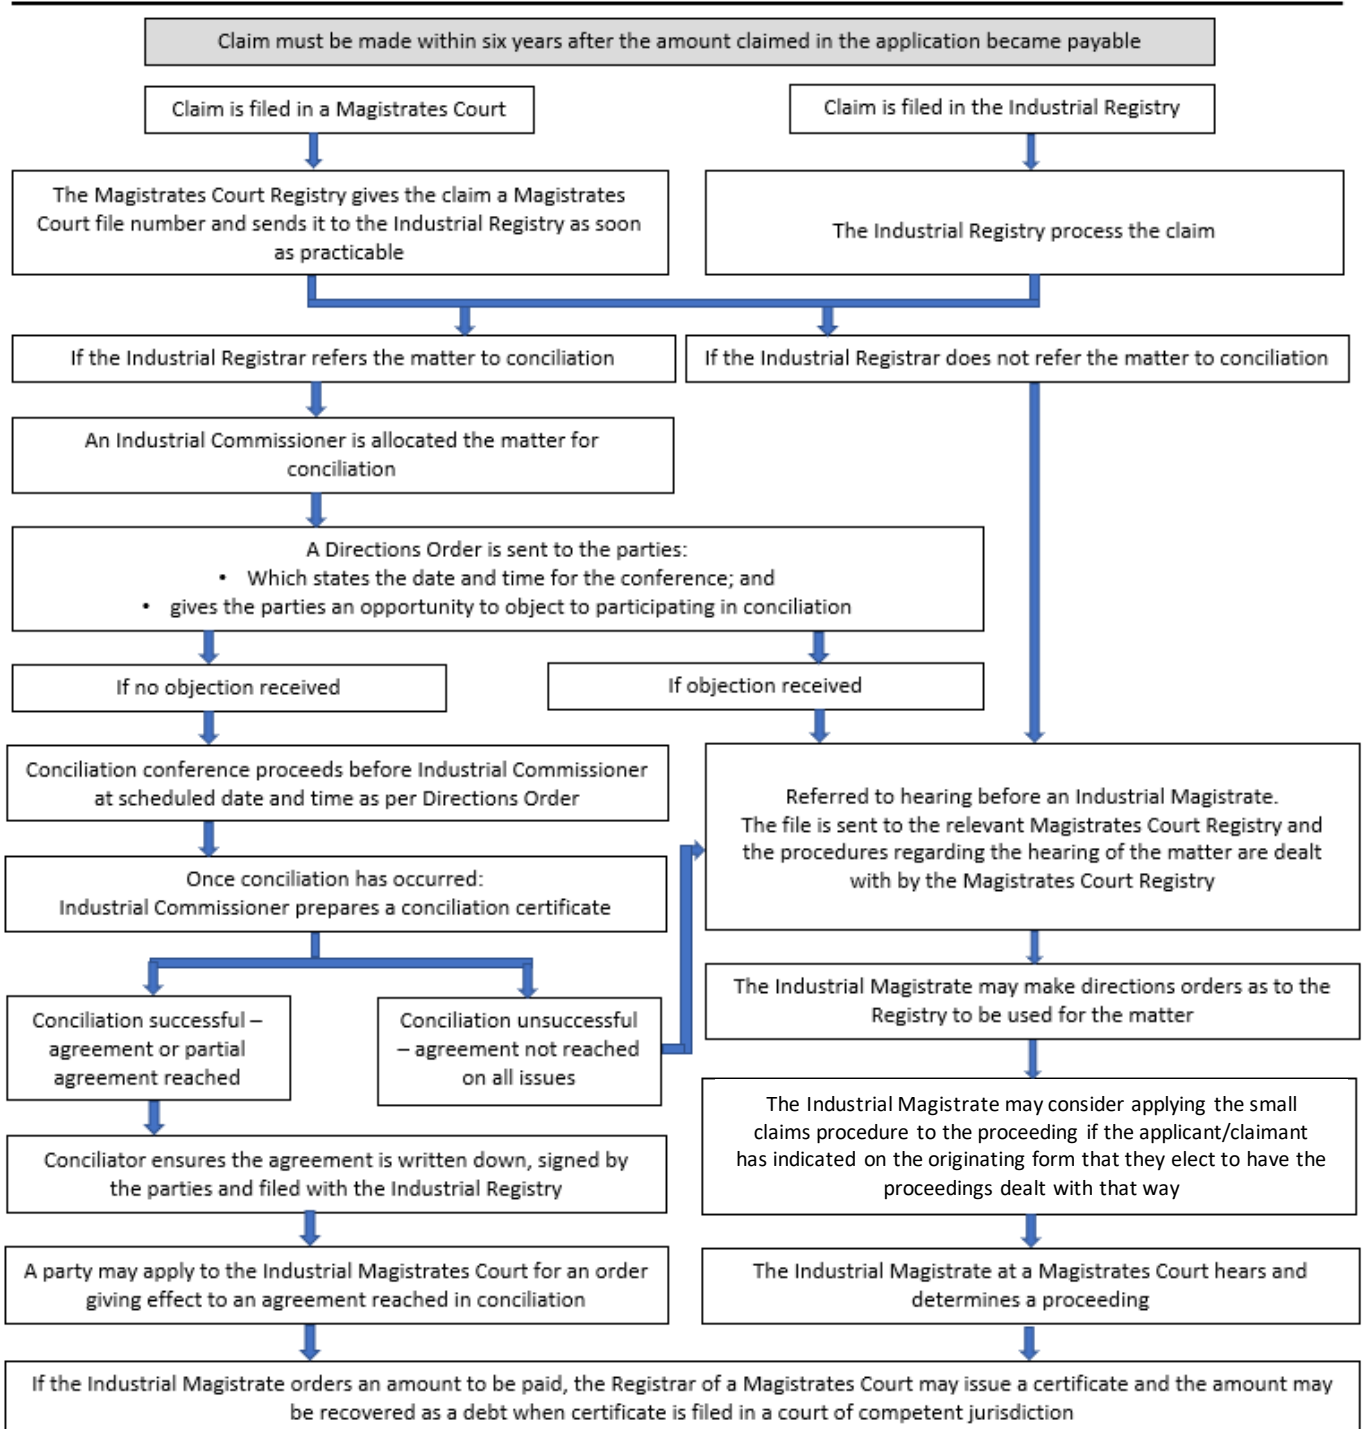 Claim must be made within six years after the amount claimed in the application became payable
Claim is filed in a Magistrates Court
Claim is filed in the Industrial Registry
The Magistrates Court Registry gives the claim a Magistrates
Court file number and sends it to the Industrial Registry as soon
as practicable
The Industrial Registry process the claim
If the Industrial Registrar refers the matter to conciliation
If the Industrial Registrar does not refer the matter to conciliation
An Industrial Commissioner is allocated the matter for
conciliation
A Directions Order is sent to the parties:
• Which states the date and time for the conference; and
• gives the parties an opportunity to object to participating in conciliation
If no objection received
If objection received
Conciliation conference proceeds before Industrial Commissioner
at scheduled date and time as per Directions Order
Referred to hearing before an Industrial Magistrate.
The file is sent to the relevant Magistrates Court Registry and
the procedures regarding the hearing of the matter are dealt
with by the Magistrates Court Registry
Once conciliation has occurred:
Industrial Commissioner prepares a conciliation certificate
The Industrial Magistrate may make directions orders as to the
Registry to be used for the matter
Conciliation successful –
agreement or partial
agreement reached
Conciliation unsuccessful
– agreement not reached
on all issues
The Industrial Magistrate may consider applying the small
claims procedure to the proceeding if the applicant/claimant
has indicated on the originating form that they elect to have the
proceedings dealt with that way
Conciliator ensures the agreement is written down, signed by
the parties and filed with the Industrial Registry
A party may apply to the Industrial Magistrates Court for an order
giving effect to an agreement reached in conciliation
The Industrial Magistrate at a Magistrates Court hears and
determines a proceeding
If the Industrial Magistrate orders an amount to be paid, the Registrar of a Magistrates Court may issue a certificate and the amount may
be recovered as a debt when certificate is filed in a court of competent jurisdiction